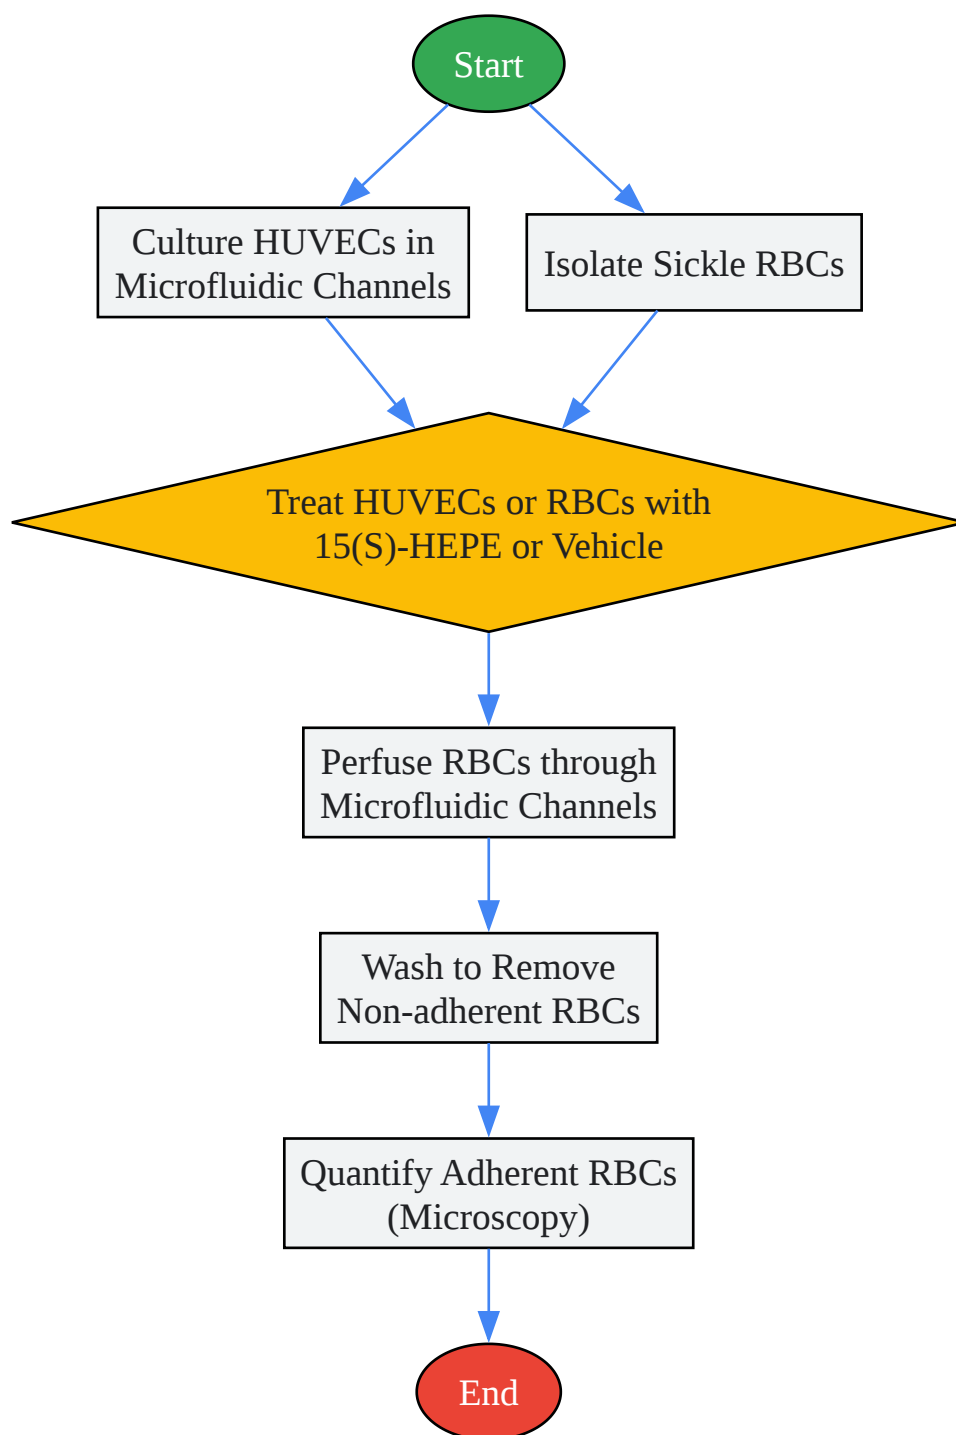 Start
Culture HUVECs in
Microfluidic Channels
Isolate Sickle RBCs
Treat HUVECs or RBCs with
15(S)-HEPE or Vehicle
Perfuse RBCs through
Microfluidic Channels
Wash to Remove
Non-adherent RBCs
Quantify Adherent RBCs
(Microscopy)
End